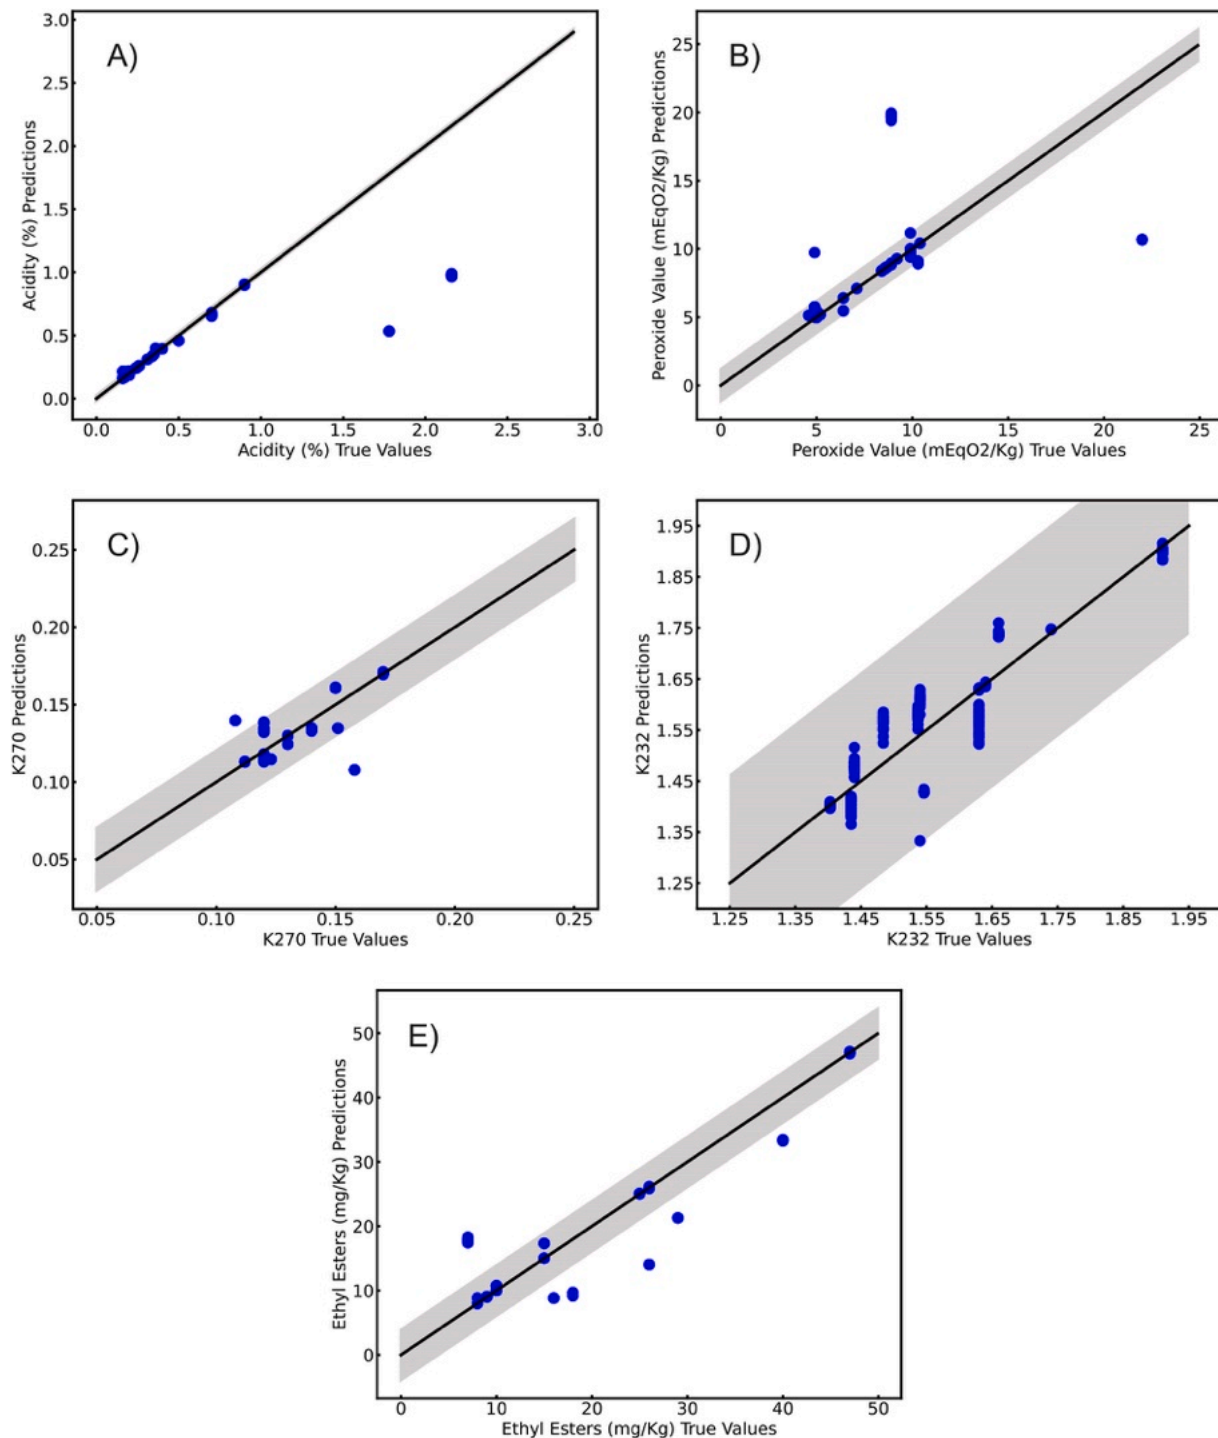 A)
3.0
2.5
2.0
1.5
1.0
0.5
0.0
Acidity (%) Predictions
0.0 0.5 1.0 1.5 2.0 2.5 3.0
Acidity (%) True Values
B)
25
20
15
10
5
0
Peroxide Value (mEqO2/Kg) Predictions
0 5 10 15 20 25
Peroxide Value (mEqO2/Kg) True Values
C)
0.25
0.20
0.15
0.10
0.05
K270 Predictions
0.05 0.10 0.15 0.20 0.25
K270 True Values
D)
1.95
1.85
1.75
1.65
1.55
1.45
1.35
1.25
K232 Predictions
1.25 1.35 1.45 1.55 1.65 1.75 1.85 1.95
K232 True Values
E)
50
40
30
20
10
0
Ethyl Esters (mg/Kg) Predictions
0 10 20 30 40 50
Ethyl Esters (mg/Kg) True Values